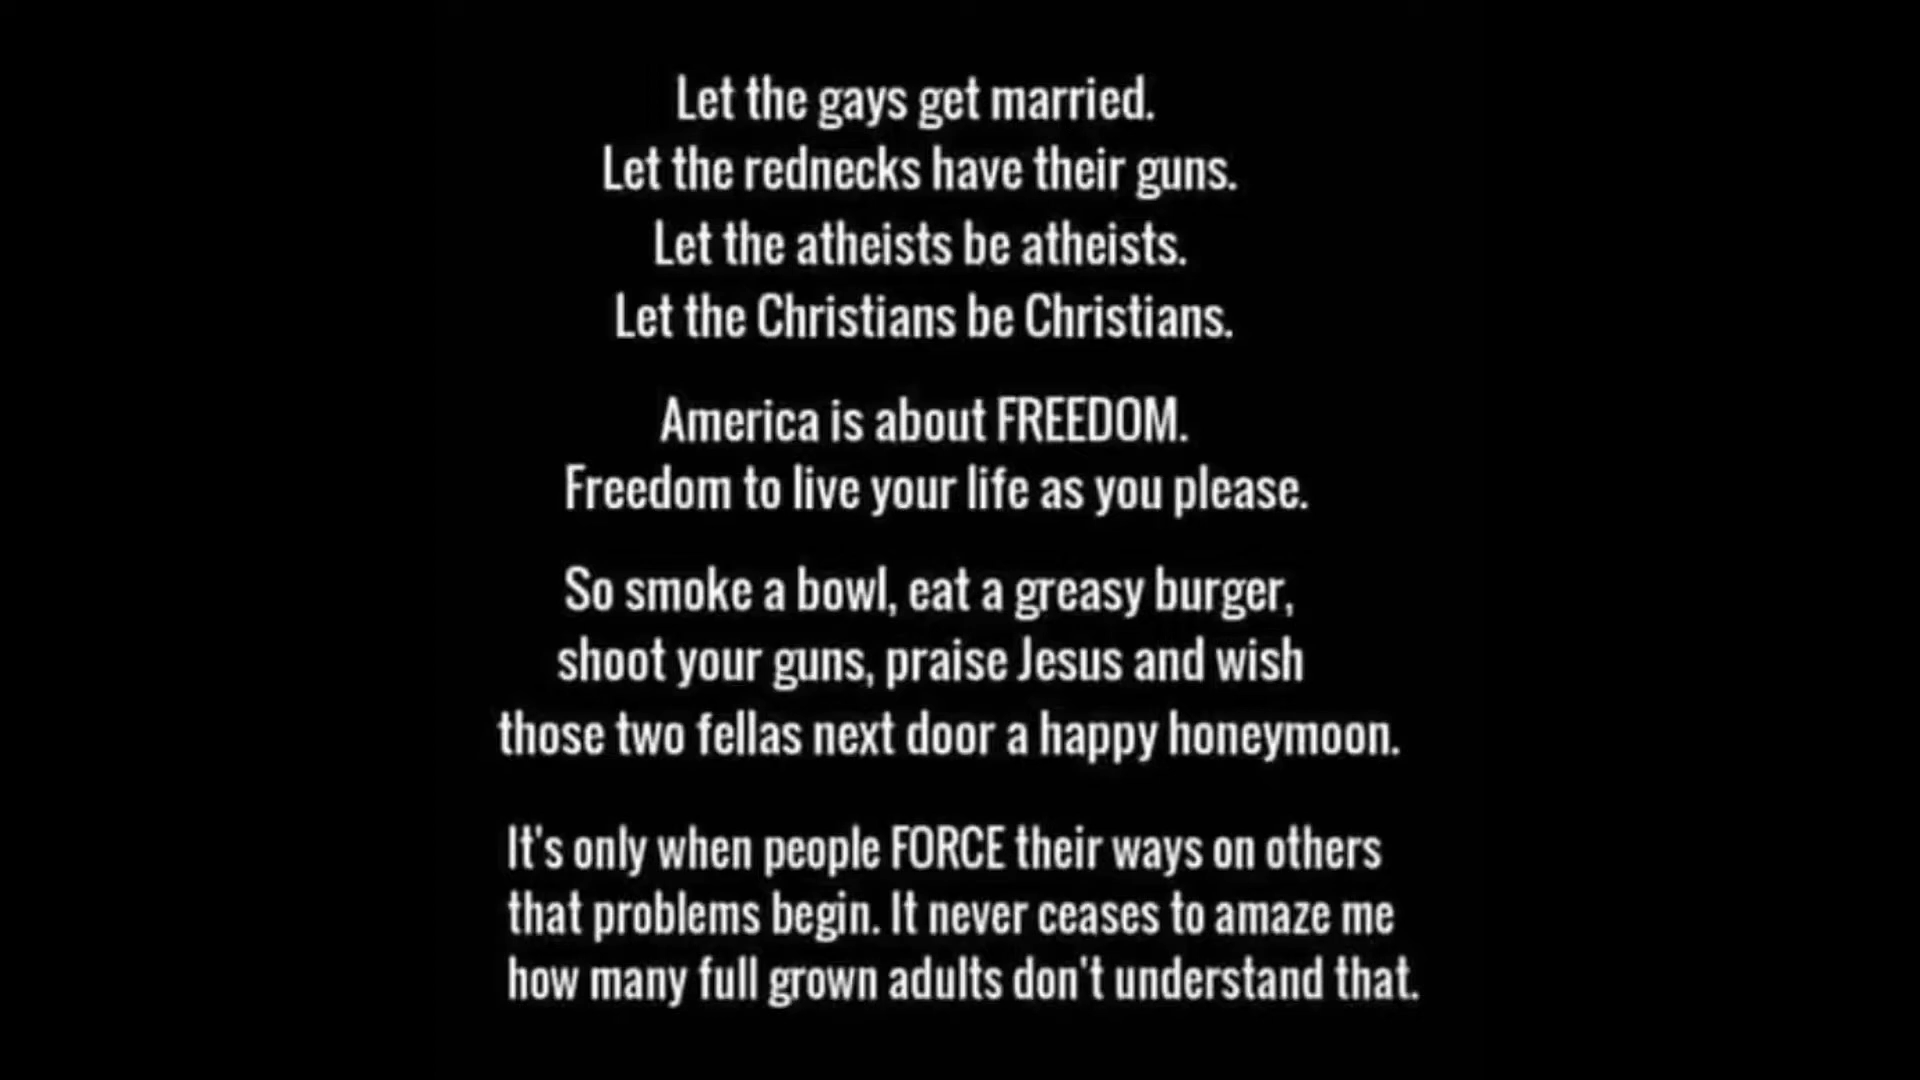 Let the gays get married.
Let the rednecks have their guns.
Let the atheists be atheists.
Let the Christians be Christians.
America is about FREEDOM.
Freedom to live your life as you please.
So smoke a bowl, eat a greasy burger,
shoot your guns, praise Jesus and wish
those two fellas next door a happy honeymoon.
It's only when people FORCE their ways on others
that problems begin. It never ceases to amaze me
how many full grown adults don't understand that.